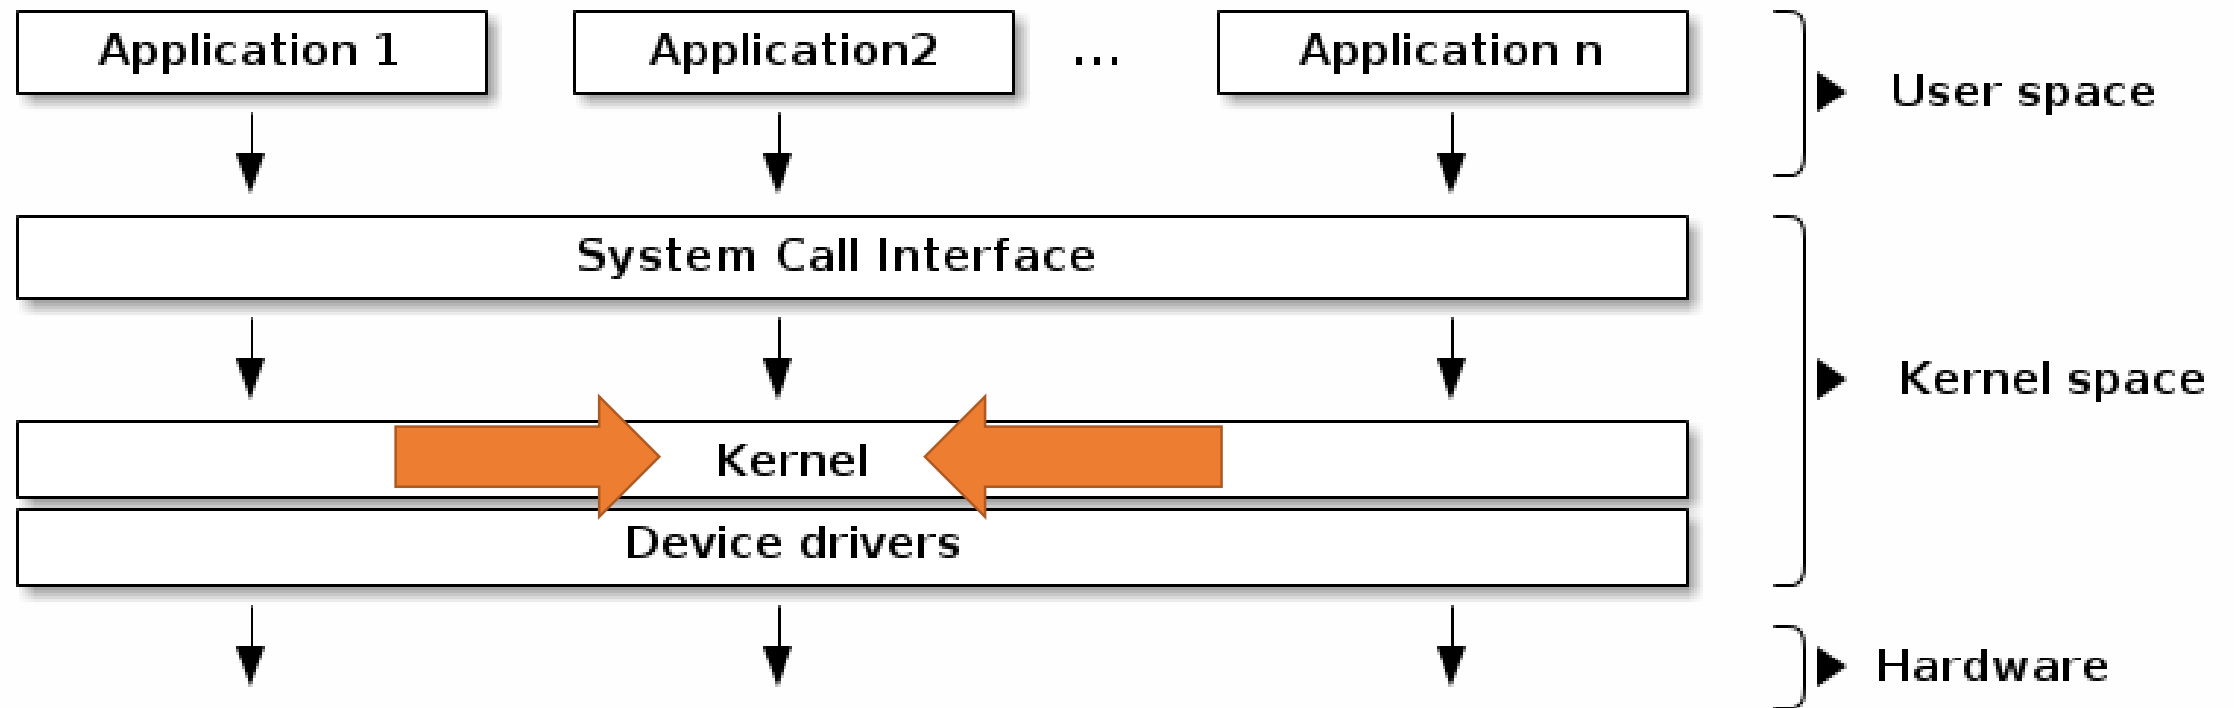 Application 1
Application2
...
Application n
User space
System Call Interface
Kernel space
Kernel
Device drivers
Hardware